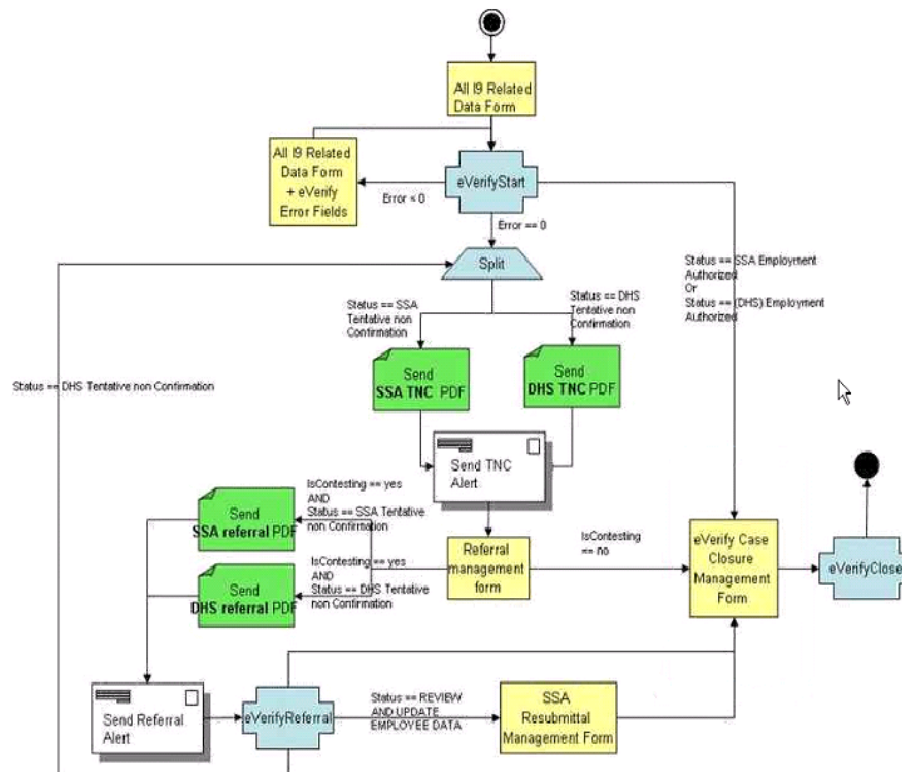 All I9 Related
Data Form
All I9 Related
Data Form
+ eVerify
Error Fields
eVerifyStart
Error < 0
Error == 0
Split
Status == SSA Employment
Authorized
Or
Status == (DHS) Employment
Authorized
Status == SSA
Tentative non
Confirmation
Status == DHS
Tentative non
Confirmation
Status == DHS Tentative non Confirmation
Send
SSA TNC PDF
Send
DHS TNC PDF
Send TNC
Alert
IsContesting == yes
AND
Status == SSA Tentative
non Confirmation
Send
SSA referral PDF
IsContesting == yes
AND
Status == DHS Tentative
non Confirmation
Send
DHS referral PDF
Referral
management
form
IsContesting
== no
eVerify Case
Closure
Management
Form
eVerifyClose
Send Referral
Alert
eVerifyReferral
Status == REVIEW
AND UPDATE
EMPLOYEE DATA
SSA
Resubmittal
Management Form